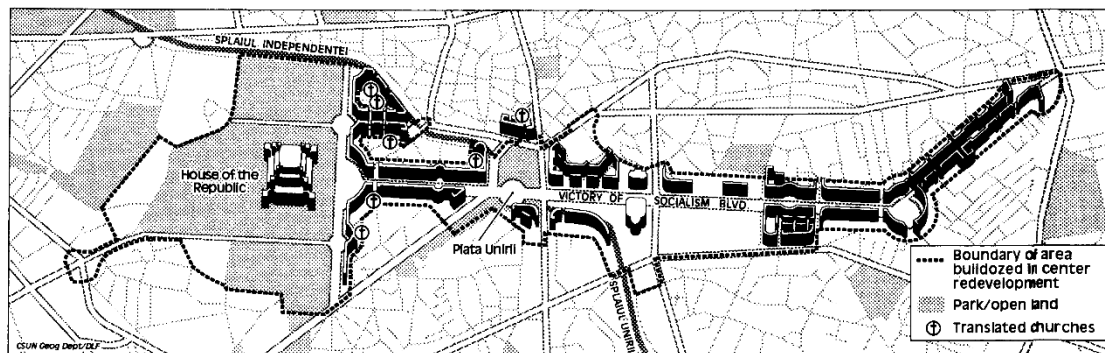 SPLAIUL INDEPENDENTEI
House of the
Republic
VICTORY OF SOCIALISM BLVD
Piata Unirii
SPLAIUL UNIRII
Boundary of area
bulldozed in center
redevelopment
Park/open land
Translated churches
CSUN Geog Dept/DLF